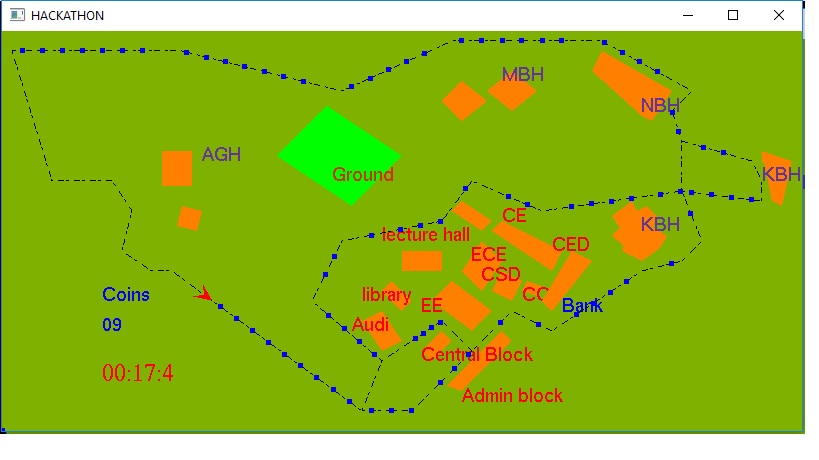 HACKATHON
MBH
NBH
AGH
Ground
KBH
CE
KBH
lecture hall
CED
ECE
CSD
library
CC
Coins
EE
Bank
09
Audi
Central Block
00:17:4
Admin block